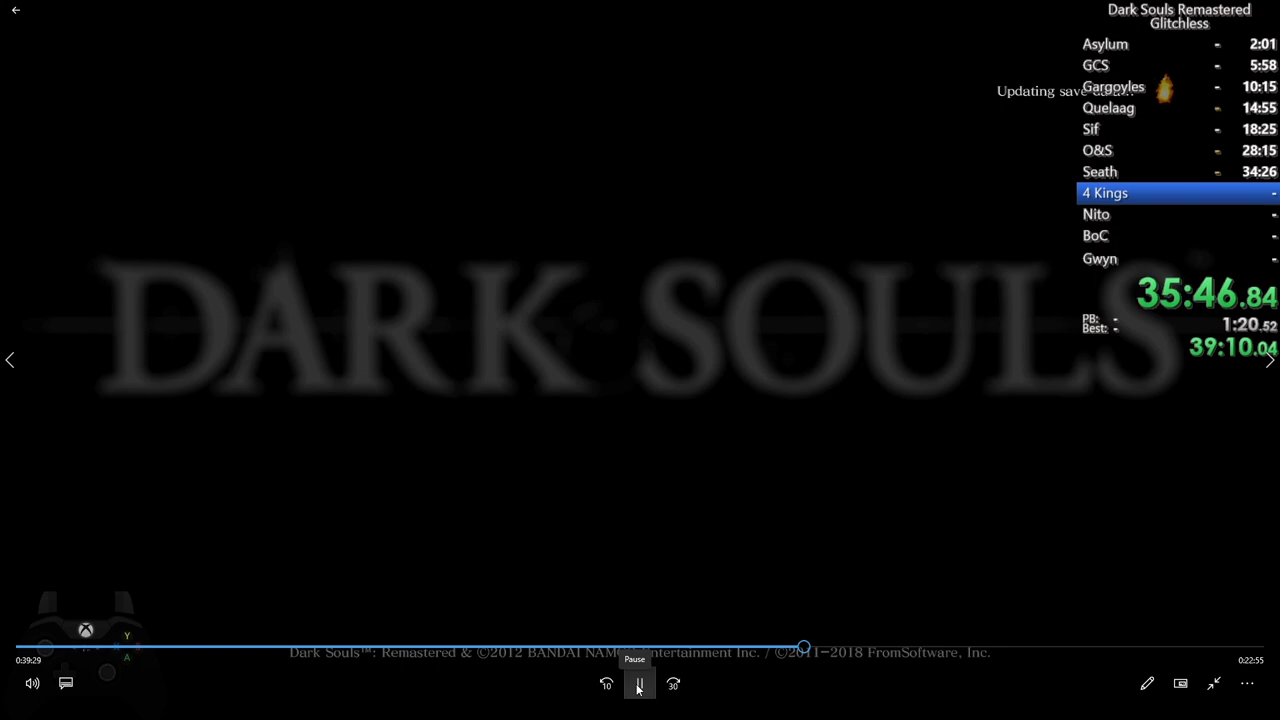 Dark Souls Remastered
Glitchless
Asylum - 2:01
GCS - 5:58
Updating save
Gargoyles - 10:15
Quelaag - 14:55
Sif - 18:25
O&S - 28:15
Seath - 34:26
4 Kings -
Nito -
BoC -
Gwyn -
DARK SOULS
35:46.84
PB: - 1:20.52
Best: -
39:10.04
Y
A
Dark Souls™: Remastered & ©2012 BANDAI NAMCO Entertainment Inc. / ©2011–2018 FromSoftware, Inc.
0:39:29
Pause
0:22:55
10
30